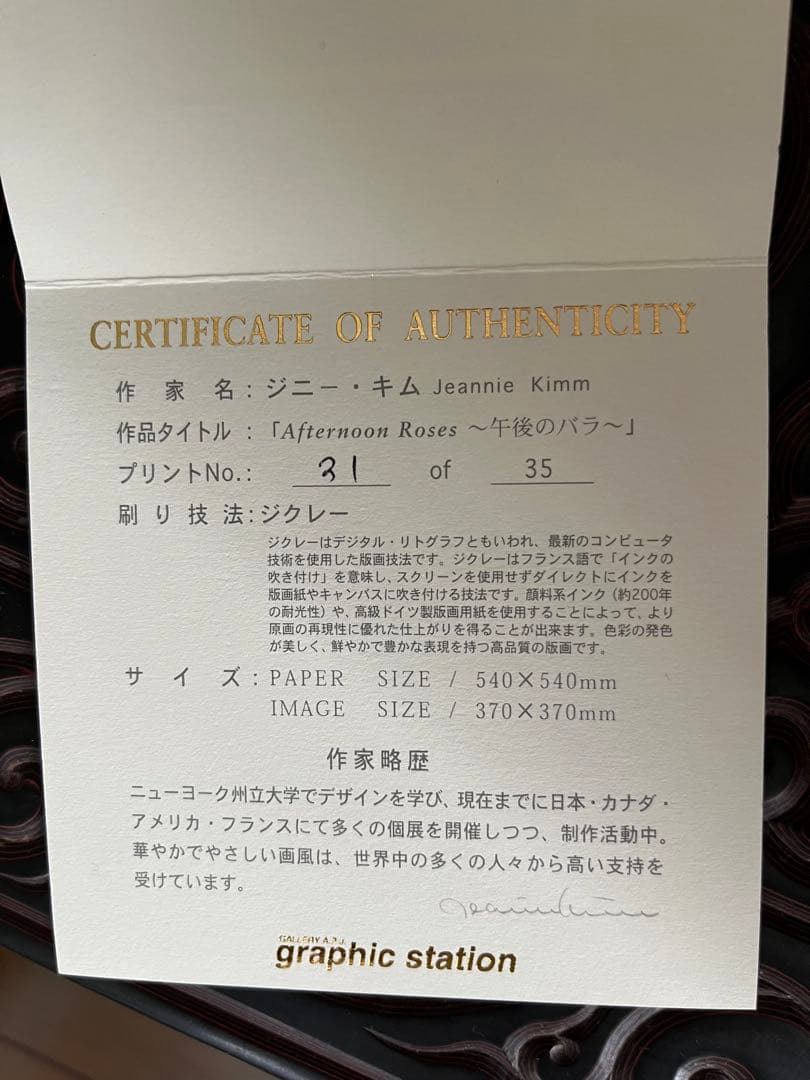 CERTIFICATE OF AUTHENTICITY
作家名：ジニー・キム Jeannie Kimm
作品タイトル：「Afternoon Roses ～午後のバラ～」
プリントNo.： 31 of 35
刷り技法：ジクレー
ジクレーはデジタル・リトグラフともいわれ、最新のコンピュータ
技術を使用した版画技法です。ジクレーはフランス語で「インクの
吹き付け」を意味し、スクリーンを使用せずダイレクトにインクを
版画紙やキャンバスに吹き付ける技法です。顔料系インク（約200年
の耐光性）や、高級ドイツ製版画用紙を使用することによって、より
原画の再現性に優れた仕上がりを得ることが出来ます。色彩の発色
が美しく、鮮やかで豊かな表現を持つ高品質の版画です。
サイズ：PAPER SIZE / 540×540mm
IMAGE SIZE / 370×370mm
作家略歴
ニューヨーク州立大学でデザインを学び、現在までに日本・カナダ・
アメリカ・フランスにて多くの個展を開催しつつ、制作活動中。
華やかでやさしい画風は、世界中の多くの人々から高い支持を
受けています。
GALLERY A.P.J.
graphic station